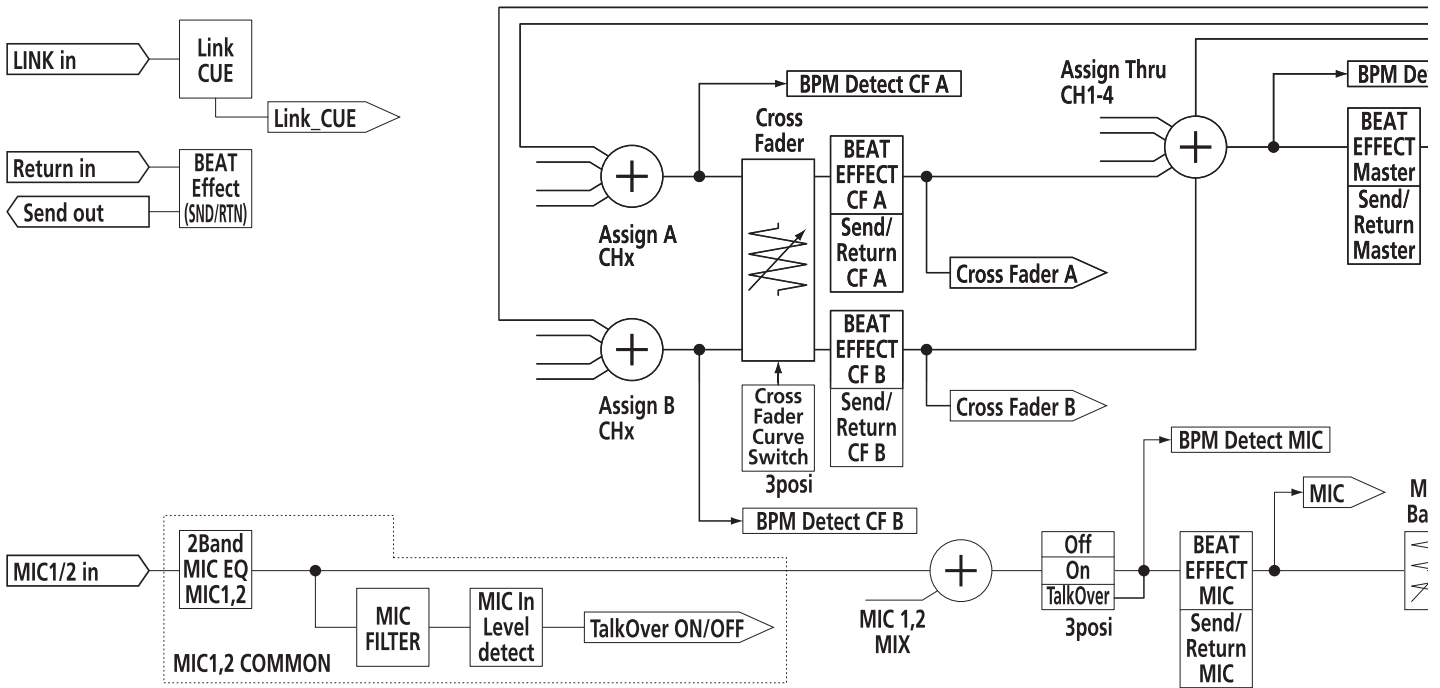 LINK in
Link
CUE
Link_CUE
Return in
Send out
BEAT
Effect
(SND/RTN)
BPM Detect CF A
Cross
Fader
Assign A
CHx
BEAT
EFFECT
CF A
Send/
Return
CF A
Cross Fader A
Assign Thru
CH1-4
BPM De
BEAT
EFFECT
Master
Send/
Return
Master
Assign B
CHx
Cross
Fader
Curve
Switch
3posi
BEAT
EFFECT
CF B
Send/
Return
CF B
Cross Fader B
BPM Detect CF B
MIC1/2 in
2Band
MIC EQ
MIC1,2
MIC
FILTER
MIC In
Level
detect
TalkOver ON/OFF
MIC1,2 COMMON
MIC 1,2
MIX
Off
On
TalkOver
3posi
BPM Detect MIC
BEAT
EFFECT
MIC
Send/
Return
MIC
MIC
M
Ba